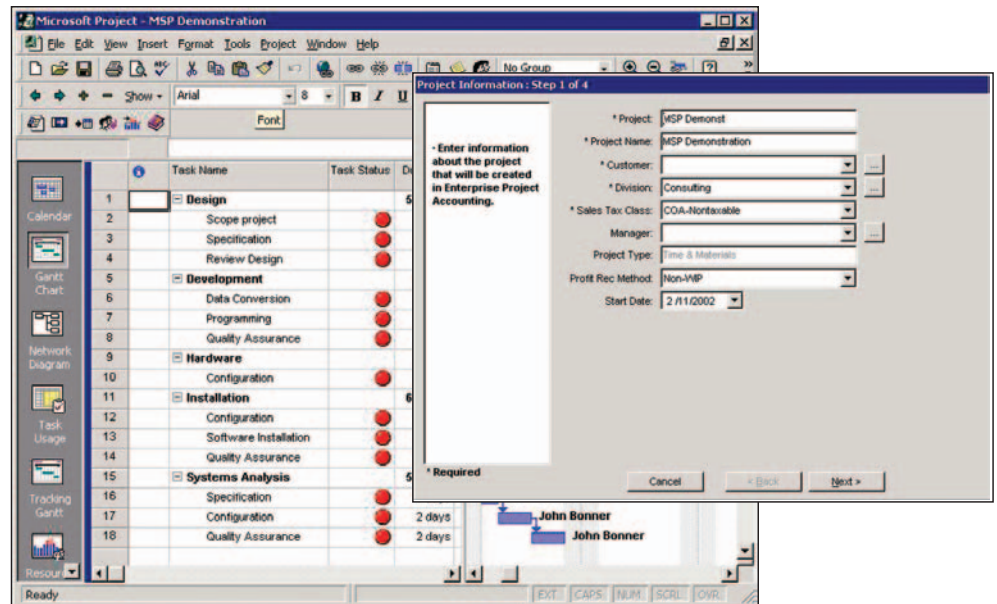 Microsoft Project - MSP Demonstration
File Edit View Insert Format Tools Project Window Help
No Group
Show Arial 8 B I U
Font
Task Name Task Status
1 Design 5
2 Scope project
3 Specification
4 Review Design
5 Development
6 Data Conversion
7 Programming
8 Quality Assurance
9 Hardware
10 Configuration
11 Installation 6
12 Configuration
13 Software Installation
14 Quality Assurance
15 Systems Analysis 5
16 Specification
17 Configuration 2 days
18 Quality Assurance 2 days
John Bonner
John Bonner
Calendar
Gantt
Chart
Network
Diagram
Task
Usage
Tracking
Gantt
Ready
EXT CAPS NUM SCRL OVR
Project Information : Step 1 of 4
- Enter information
about the project
that will be created
in Enterprise Project
Accounting.
* Required
* Project: MSP Demonst
* Project Name: MSP Demonstration
* Customer:
* Division: Consulting
* Sales Tax Class: COA-Nontaxable
Manager:
Project Type: Time & Materials
Profit Rec Method: Non-WIP
Start Date: 2 /11/2002
Cancel < Back Next >